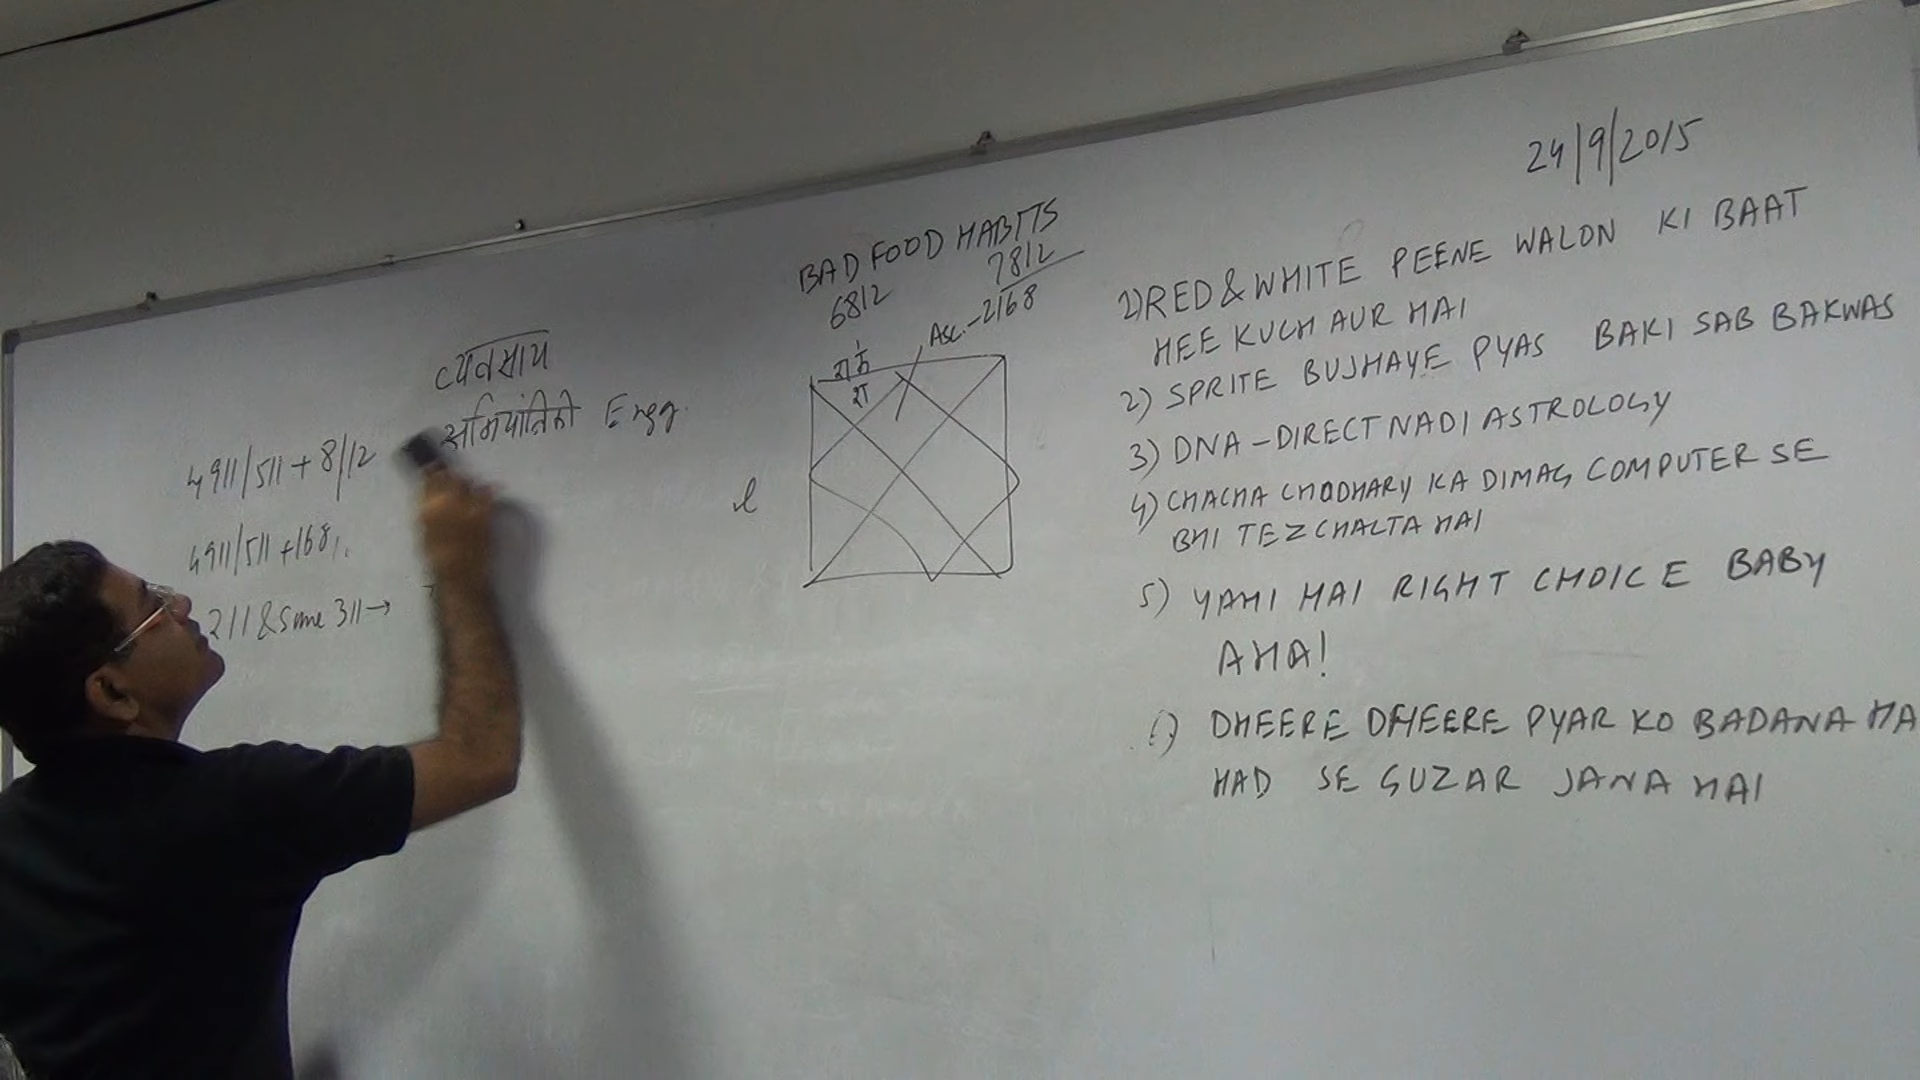 व्यवसाय
अभियांत्रिकी Engg.
4911/511 + 8/12
4911/511 + 168
211 & Some 311 →
BAD FOOD HABITS
6812 7812
Asc. - 2168
24/9/2015
1) RED & WHITE PEENE WALON KI BAAT
HEE KUCH AUR HAI
2) SPRITE BUJHAYE PYAS BAKI SAB BAKWAS
3) DNA - DIRECT NADI ASTROLOGY
4) CHACHA CHODHARY KA DIMAG COMPUTER SE
BHI TEZ CHALTA HAI
5) YAHI HAI RIGHT CHOICE BABY
AHA!
DHEERE DHEERE PYAR KO BADANA HA
HAD SE GUZAR JANA HAI